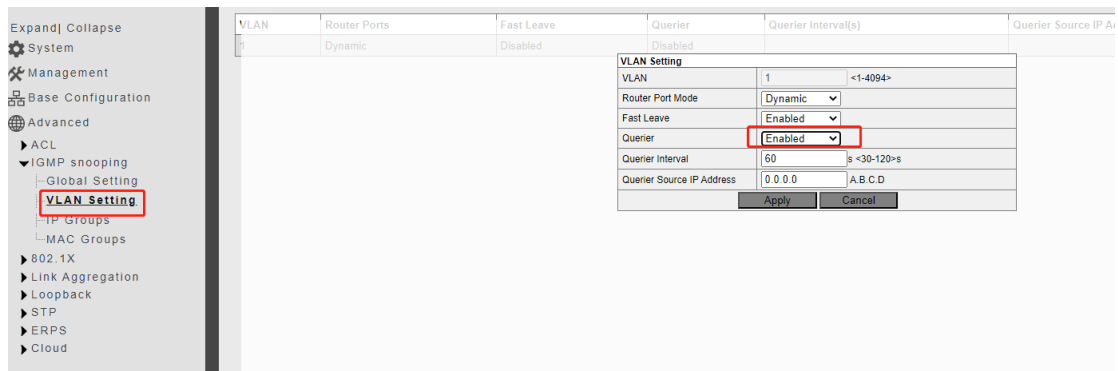 Expand| Collapse
System
Management
Base Configuration
Advanced
ACL
IGMP snooping
Global Setting
VLAN Setting
IP Groups
MAC Groups
802.1X
Link Aggregation
Loopback
STP
ERPS
Cloud
VLAN Router Ports Fast Leave Querier Querier Interval(s) Querier Source IP A
1 Dynamic Disabled Disabled
VLAN Setting
VLAN 1 <1-4094>
Router Port Mode Dynamic
Fast Leave Enabled
Querier Enabled
Querier Interval 60 s <30-120>s
Querier Source IP Address 0.0.0.0 A.B.C.D
Apply Cancel